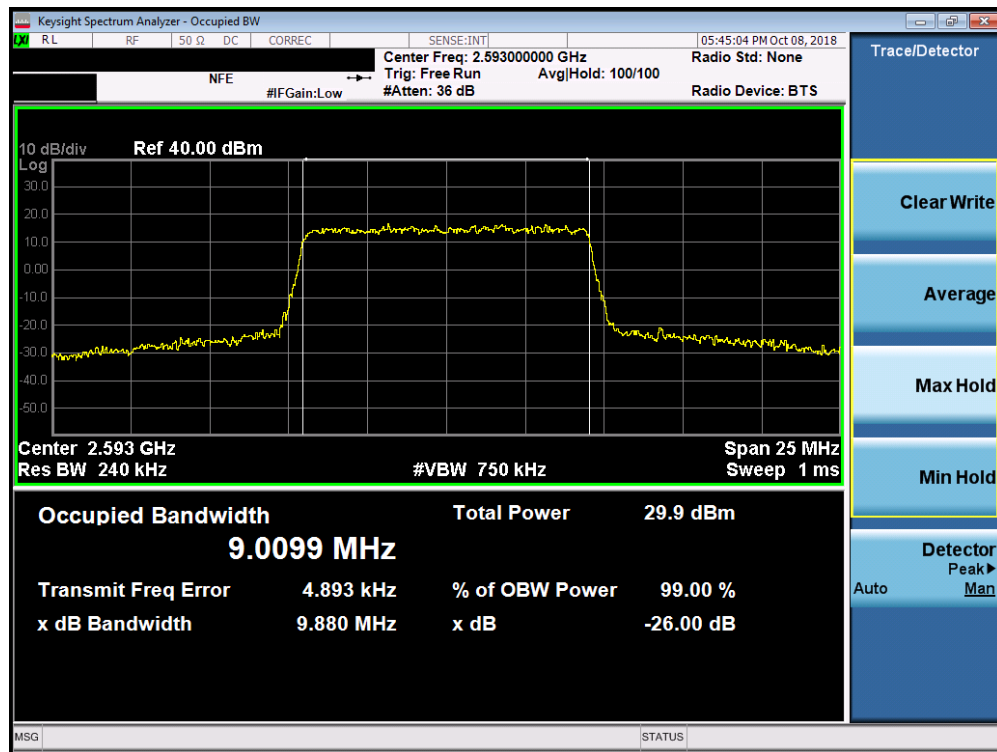 Keysight Spectrum Analyzer - Occupied BW
LXI RL RF 50 Ω DC CORREC SENSE:INT 05:45:04 PM Oct 08, 2018
Center Freq: 2.593000000 GHz Radio Std: None
NFE Trig: Free Run Avg|Hold: 100/100
#IFGain:Low #Atten: 36 dB Radio Device: BTS
10 dB/div Ref 40.00 dBm
Log
30.0
20.0
10.0
0.00
-10.0
-20.0
-30.0
-40.0
-50.0
Center 2.593 GHz Span 25 MHz
Res BW 240 kHz #VBW 750 kHz Sweep 1 ms
Occupied Bandwidth Total Power 29.9 dBm
9.0099 MHz
Transmit Freq Error 4.893 kHz % of OBW Power 99.00 %
x dB Bandwidth 9.880 MHz x dB -26.00 dB
MSG STATUS
Trace/Detector
Clear Write
Average
Max Hold
Min Hold
Detector
Peak▶
Auto Man